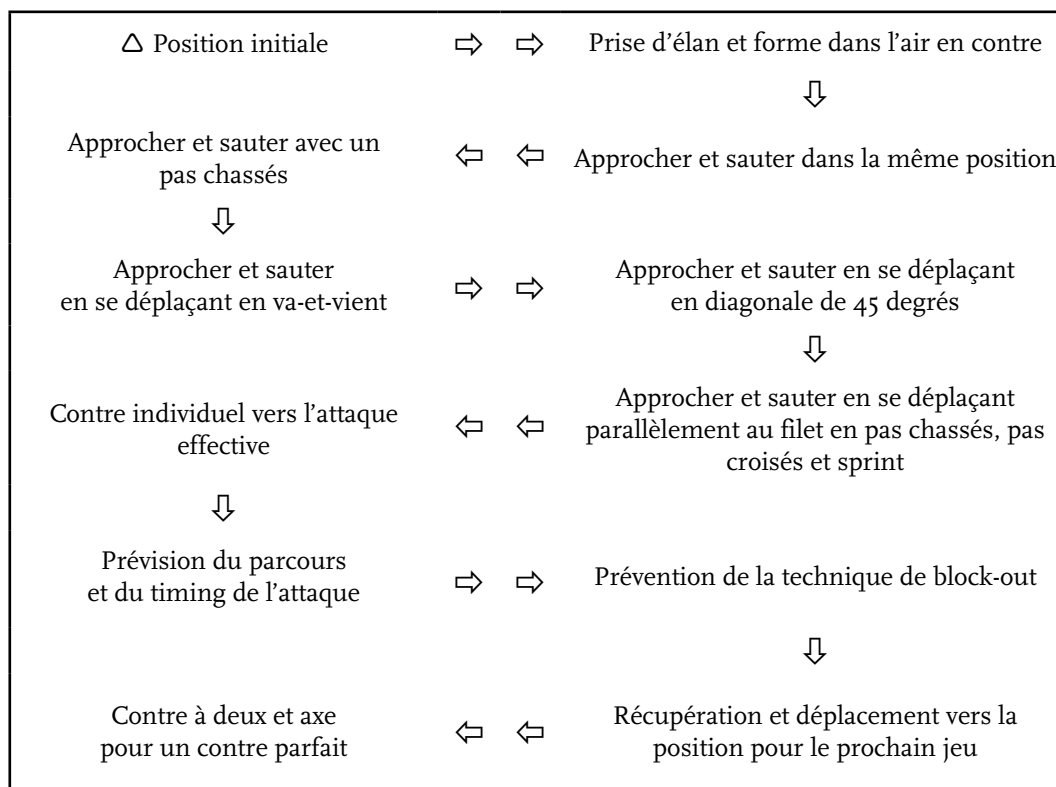 △ Position initiale ⇨ ⇨ Prise d'élan et forme dans l'air en contre
⇩
Approcher et sauter avec un
pas chassés
⇦ ⇦ Approcher et sauter dans la même position
⇩
Approcher et sauter
en se déplaçant en va-et-vient
⇨ ⇨
Approcher et sauter en se déplaçant
en diagonale de 45 degrés
⇩
Approcher et sauter en se déplaçant
parallèlement au filet en pas chassés, pas
croisés et sprint
⇦ ⇦
Contre individuel vers l'attaque
effective
⇩
Prévision du parcours
et du timing de l'attaque
⇨ ⇨ Prévention de la technique de block-out
⇩
Récupération et déplacement vers la
position pour le prochain jeu
⇦ ⇦
Contre à deux et axe
pour un contre parfait